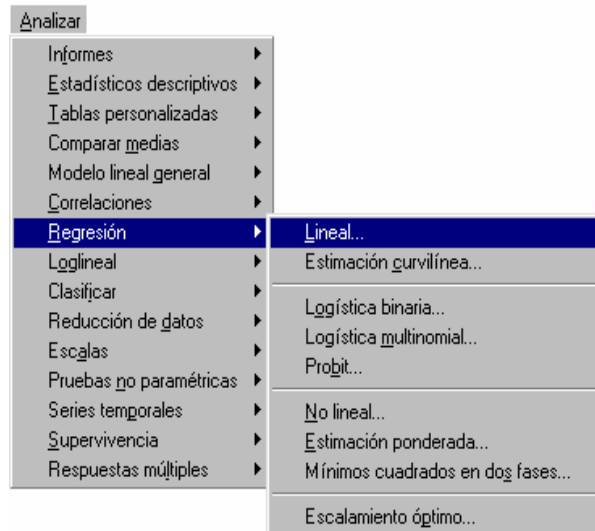 Analizar
Informes
Estadísticos descriptivos
Tablas personalizadas
Comparar medias
Modelo lineal general
Correlaciones
Regresión
Loglineal
Clasificar
Reducción de datos
Escalas
Pruebas no paramétricas
Series temporales
Supervivencia
Respuestas múltiples
Lineal...
Estimación curvilínea...
Logística binaria...
Logística multinomial...
Probit...
No lineal...
Estimación ponderada...
Mínimos cuadrados en dos fases...
Escalamiento óptimo...